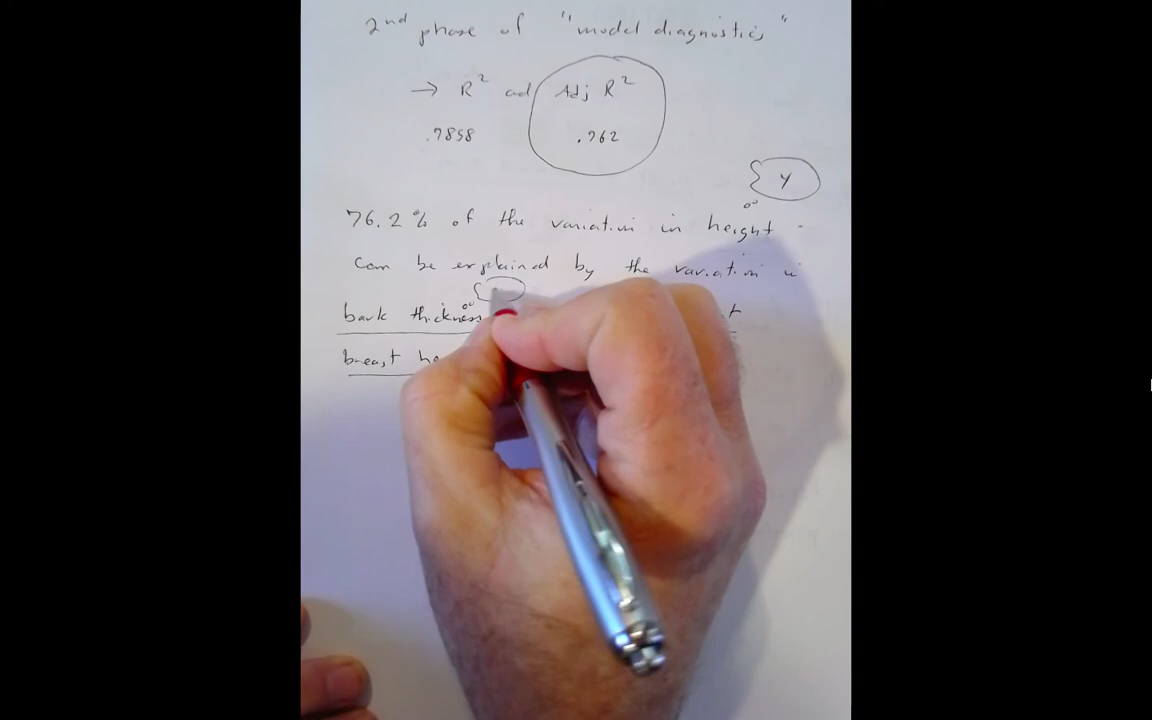 2nd phase of "model diagnostics"
→ R² and Adj R²
.7858 .762
y
76.2% of the variation in height
can be explained by the variation in
bark thickness
breast